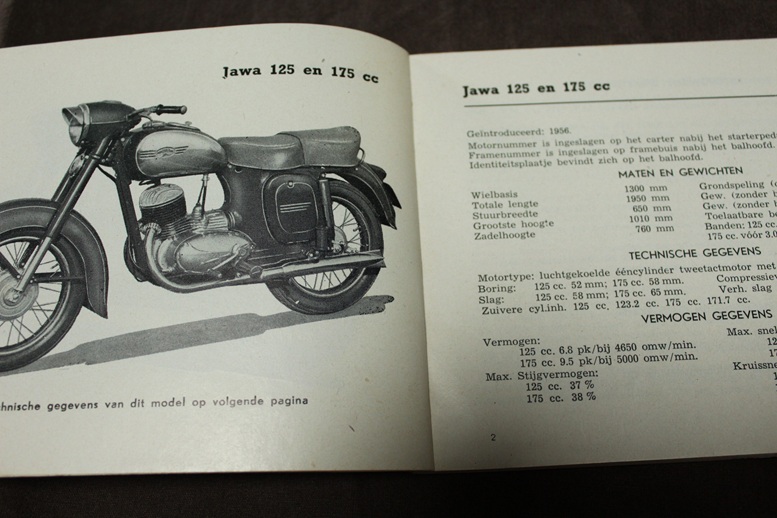 Jawa 125 en 175 cc
chnische gegevens van dit model op volgende pagina
Jawa 125 en 175 cc
Geïntroduceerd: 1956.
Motornummer is ingeslagen op het carter nabij het starterped
Framenummer is ingeslagen op framebuis nabij het balhoofd.
Identiteitsplaatje bevindt zich op het balhoofd.
MATEN EN GEWICHTEN
Wielbasis 1300 mm Grondspeling (
Totale lengte 1950 mm Gew. (zonder b
Stuurbreedte 650 mm Gew. (zonder b
Grootste hoogte 1010 mm Toelaatbare b
Zadelhoogte 760 mm Banden: 125 cc.
175 cc. vóór 3.0
TECHNISCHE GEGEVENS
Motortype: luchtgekoelde ééncylinder tweetactmotor met
Boring: 125 cc. 52 mm; 175 cc. 58 mm. Compressiev
Slag: 125 cc. 58 mm; 175 cc. 65 mm. Verh. slag
Zuivere cyl.inh. 125 cc. 123.2 cc. 175 cc. 171.7 cc.
VERMOGEN GEGEVENS
Vermogen: Max. snel
125 cc. 6.8 pk/bij 4650 omw/min. 12
175 cc. 9.5 pk/bij 5000 omw/min. 17
Max. Stijgvermogen: Kruissne
125 cc. 37 %
175 cc. 38 %
2